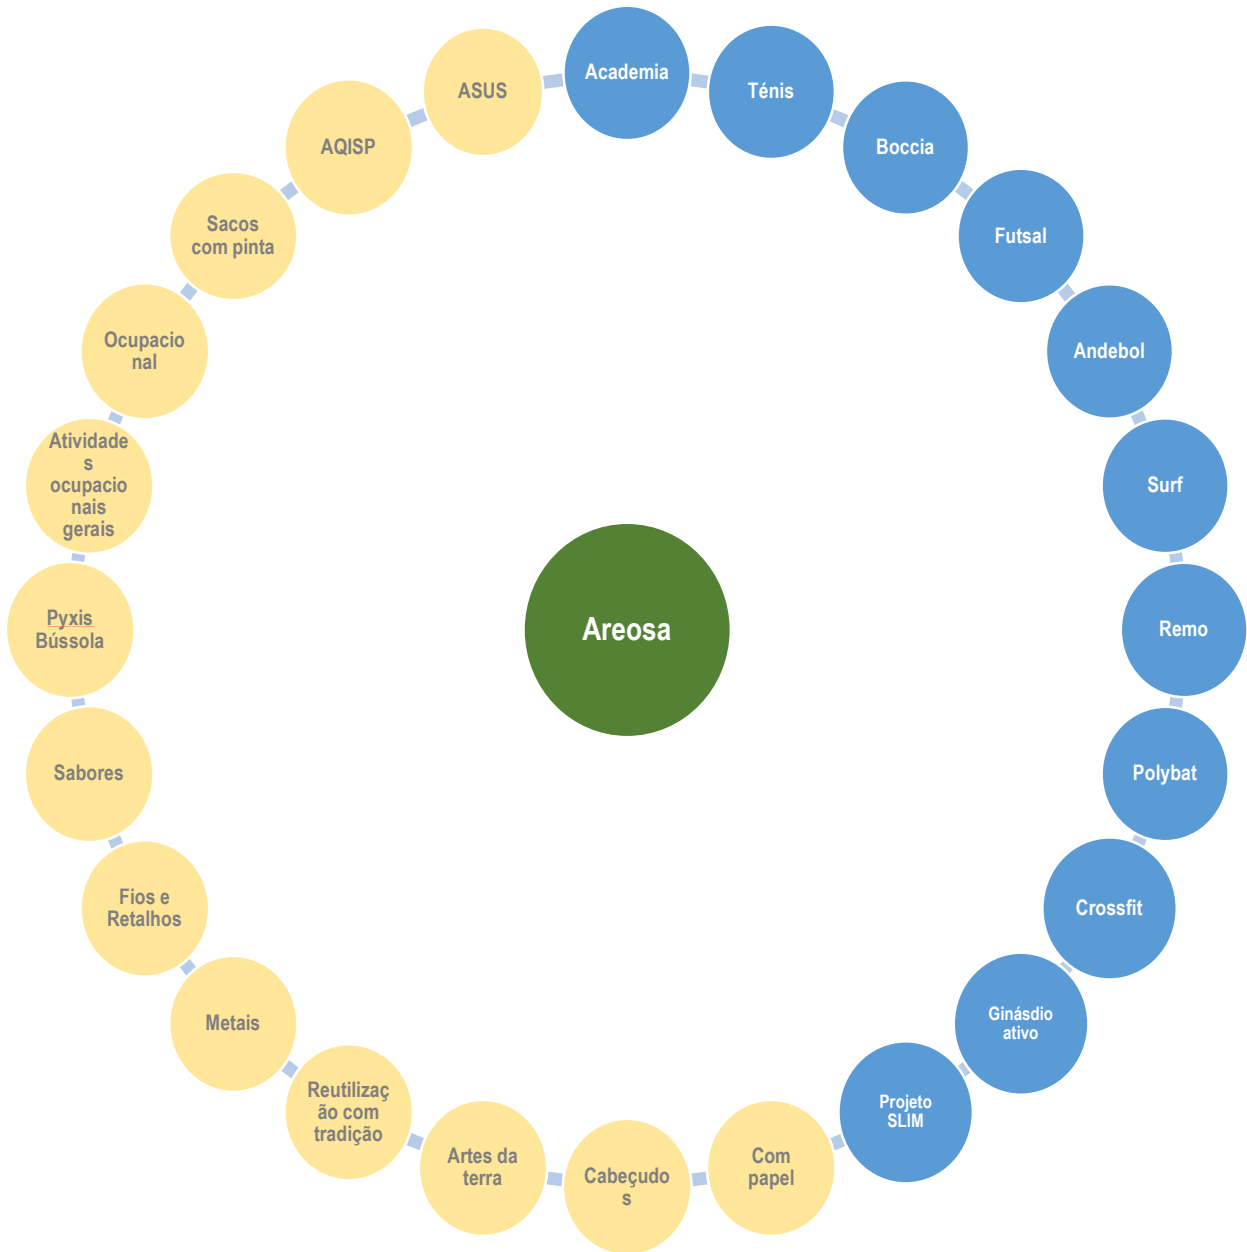 Academia
Ténis
Boccia
Futsal
Andebol
Surf
Remo
Polybat
Crossfit
Ginásdio
ativo
Projeto
SLIM
Com
papel
Cabeçudo
s
Artes da
terra
Reutilizaç
ão com
tradição
Metais
Fios e
Retalhos
Sabores
Pyxis
Bússola
Atividade
s
ocupacio
nais
gerais
Ocupacio
nal
Sacos
com pinta
AQISP
ASUS
Areosa